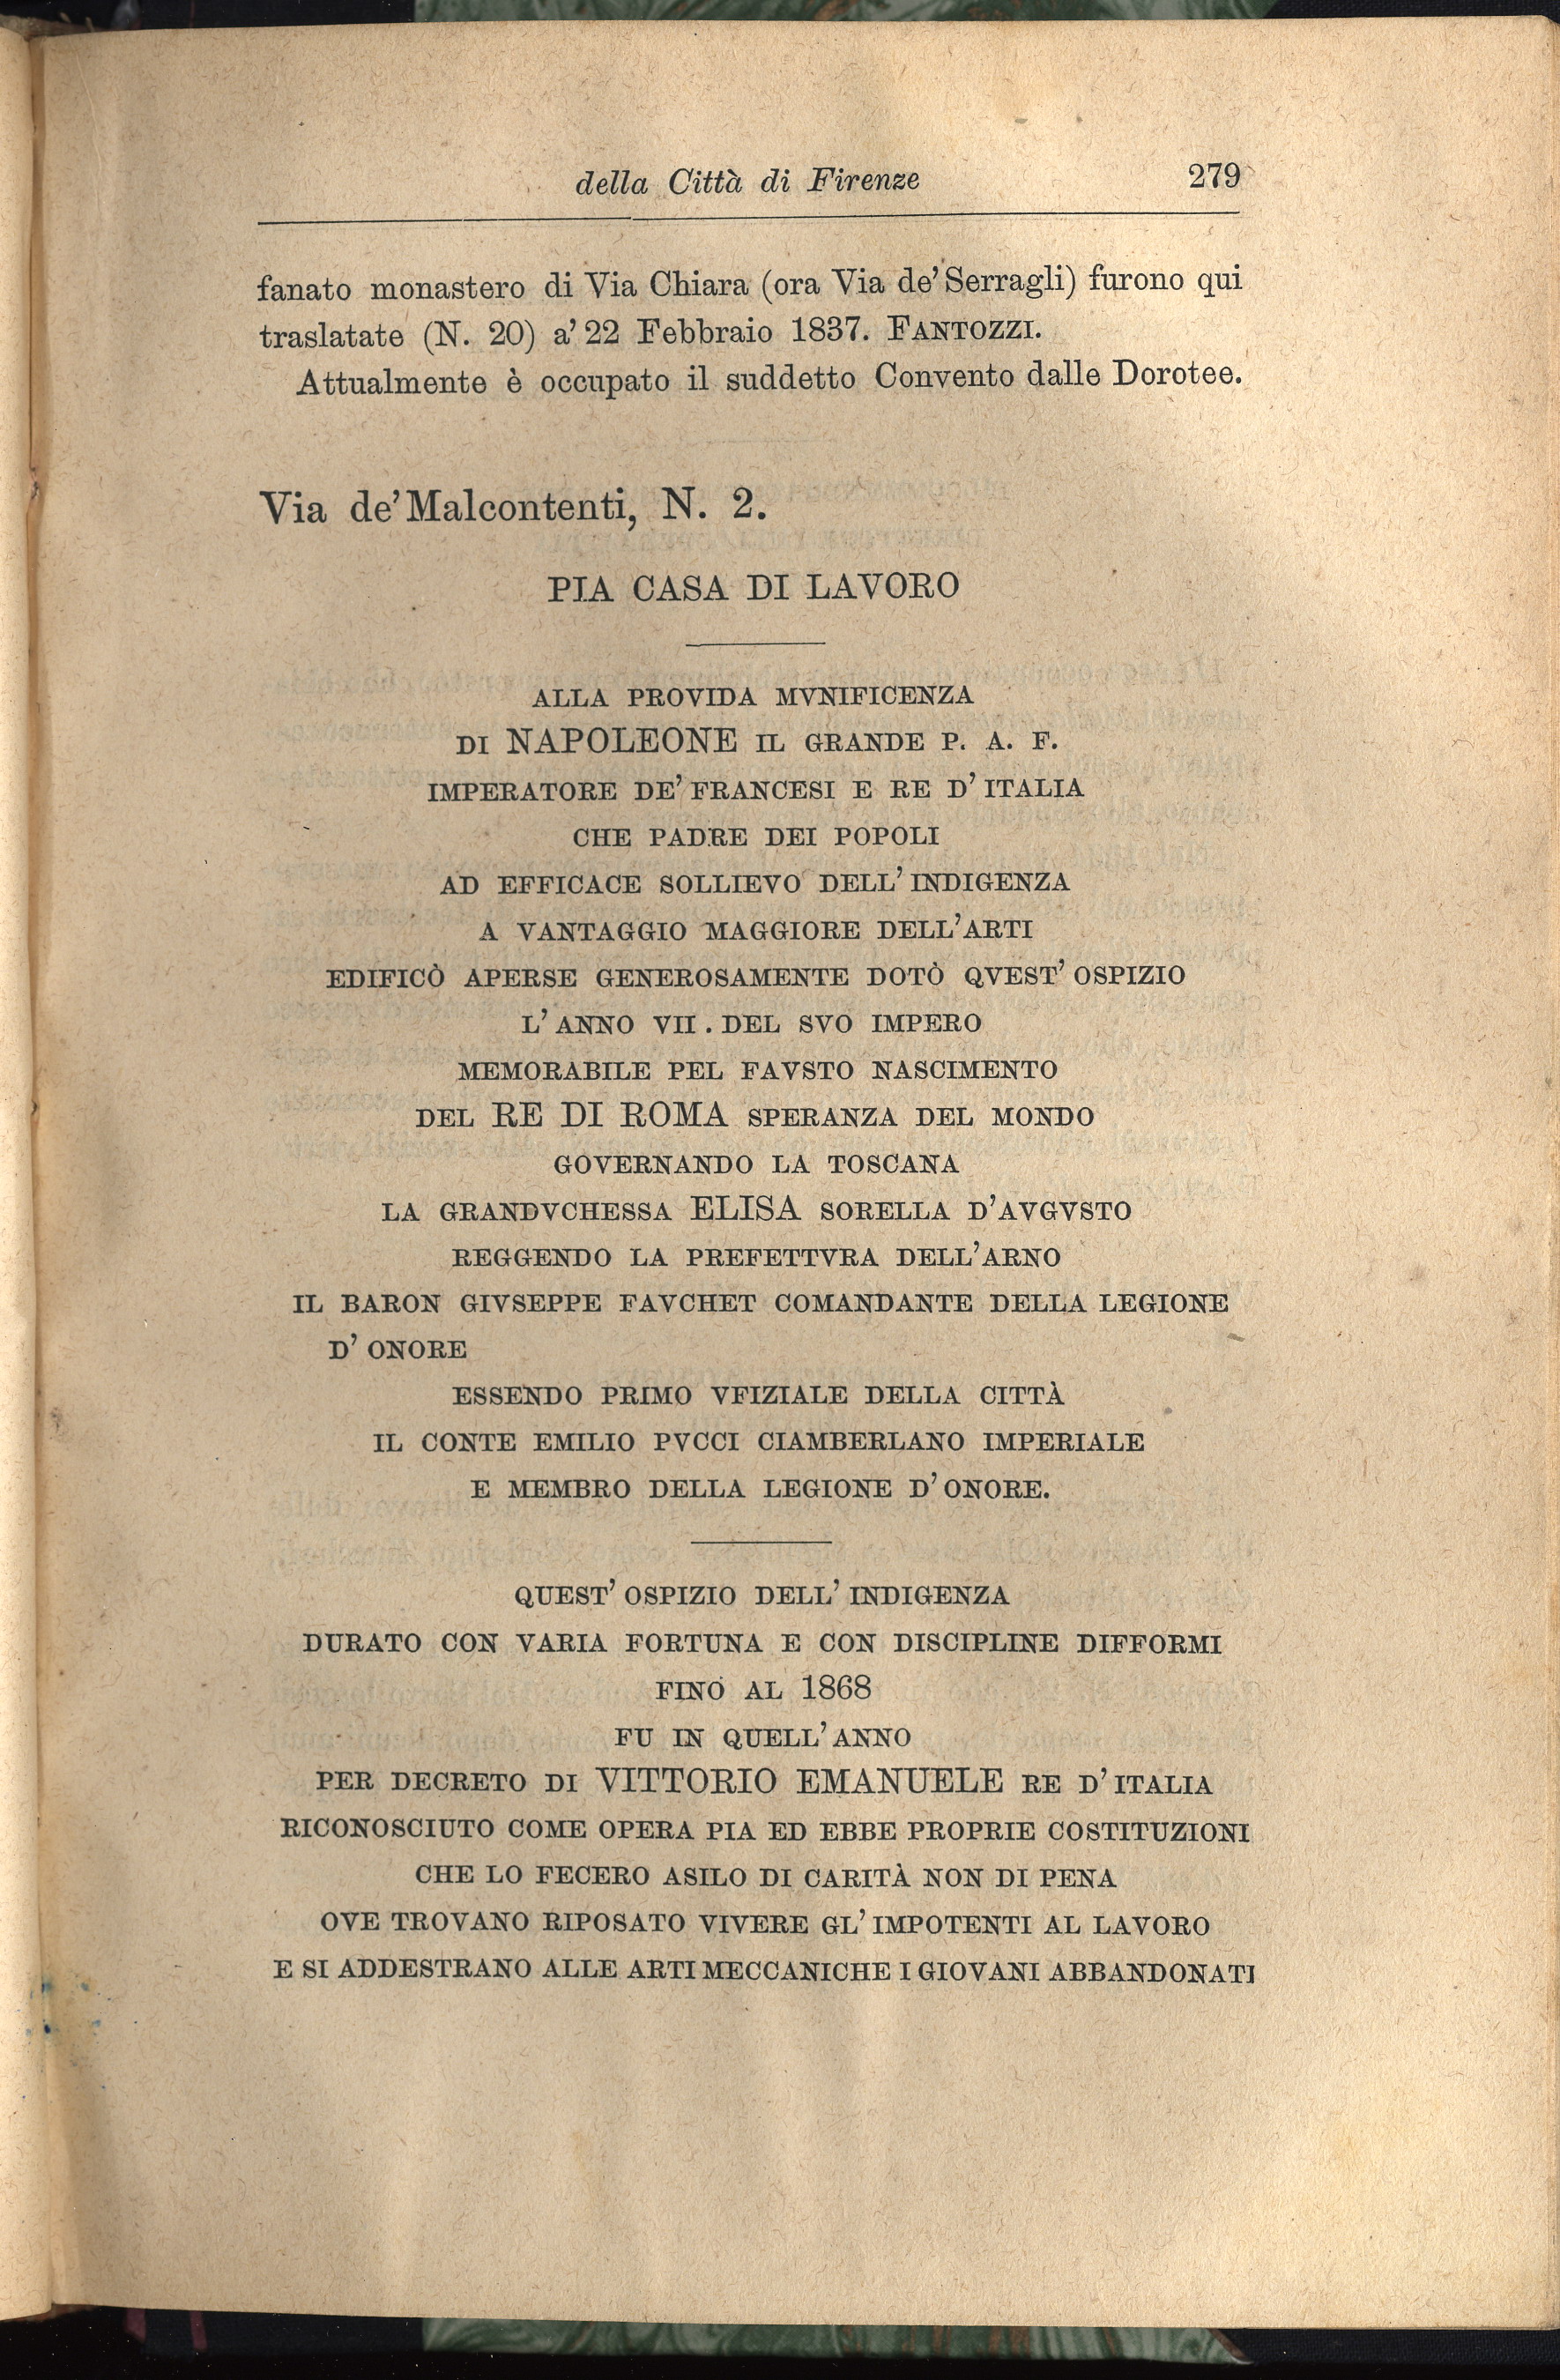 della Città di Firenze 279
fanato monastero di Via Chiara (ora Via de' Serragli) furono qui
traslatate (N. 20) a' 22 Febbraio 1837. FANTOZZI.
Attualmente è occupato il suddetto Convento dalle Dorotee.
Via de' Malcontenti, N. 2.
PIA CASA DI LAVORO
ALLA PROVIDA MVNIFICENZA
DI NAPOLEONE IL GRANDE P. A. F.
IMPERATORE DE' FRANCESI E RE D' ITALIA
CHE PADRE DEI POPOLI
AD EFFICACE SOLLIEVO DELL' INDIGENZA
A VANTAGGIO MAGGIORE DELL'ARTI
EDIFICÒ APERSE GENEROSAMENTE DOTÒ QVEST' OSPIZIO
L' ANNO VII . DEL SVO IMPERO
MEMORABILE PEL FAVSTO NASCIMENTO
DEL RE DI ROMA SPERANZA DEL MONDO
GOVERNANDO LA TOSCANA
LA GRANDVCHESSA ELISA SORELLA D'AVGVSTO
REGGENDO LA PREFETTVRA DELL'ARNO
IL BARON GIVSEPPE FAVCHET COMANDANTE DELLA LEGIONE
D' ONORE
ESSENDO PRIMO VFIZIALE DELLA CITTÀ
IL CONTE EMILIO PVCCI CIAMBERLANO IMPERIALE
E MEMBRO DELLA LEGIONE D' ONORE.
QUEST' OSPIZIO DELL' INDIGENZA
DURATO CON VARIA FORTUNA E CON DISCIPLINE DIFFORMI
FINO AL 1868
FU IN QUELL'ANNO
PER DECRETO DI VITTORIO EMANUELE RE D' ITALIA
RICONOSCIUTO COME OPERA PIA ED EBBE PROPRIE COSTITUZIONI
CHE LO FECERO ASILO DI CARITÀ NON DI PENA
OVE TROVANO RIPOSATO VIVERE GL' IMPOTENTI AL LAVORO
E SI ADDESTRANO ALLE ARTI MECCANICHE I GIOVANI ABBANDONATI